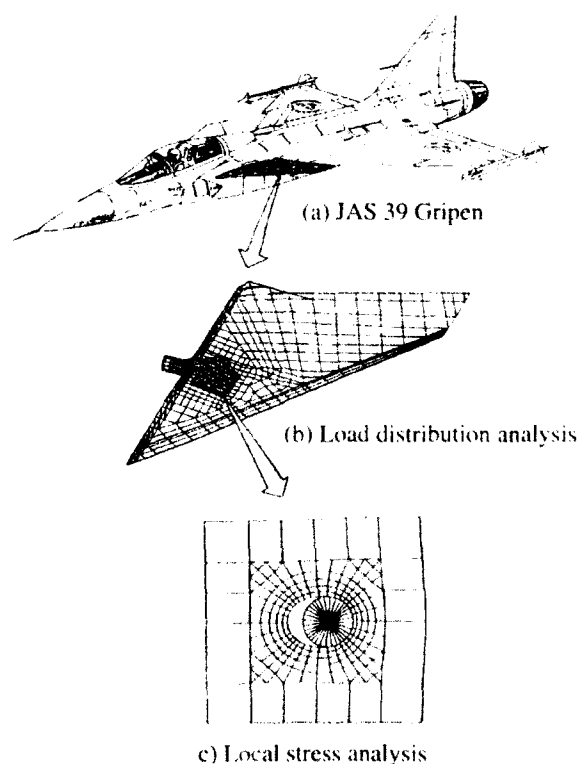 (a) JAS 39 Gripen
(b) Load distribution analysis
c) Local stress analysis